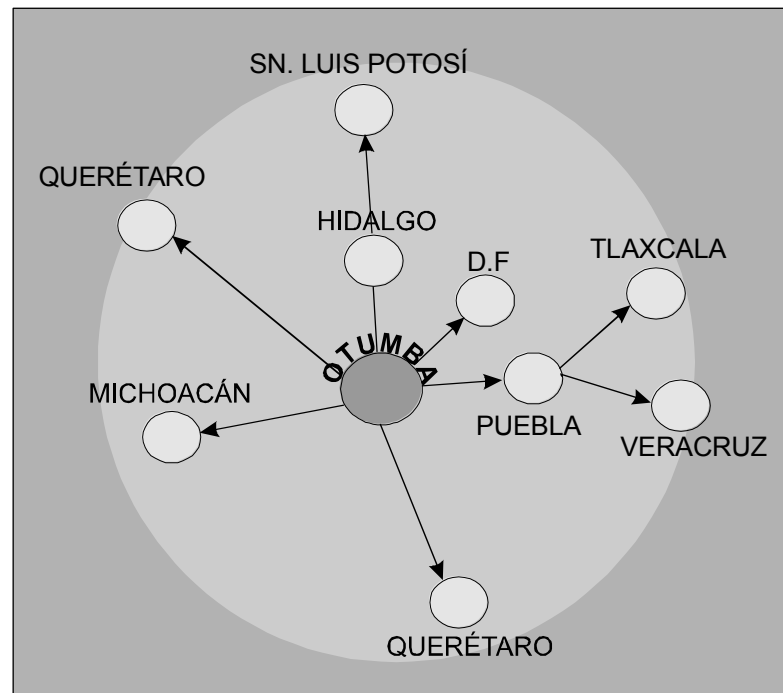 SN. LUIS POTOSÍ
QUERÉTARO
HIDALGO
D.F
TLAXCALA
OTUMBA
MICHOACÁN
PUEBLA
VERACRUZ
QUERÉTARO